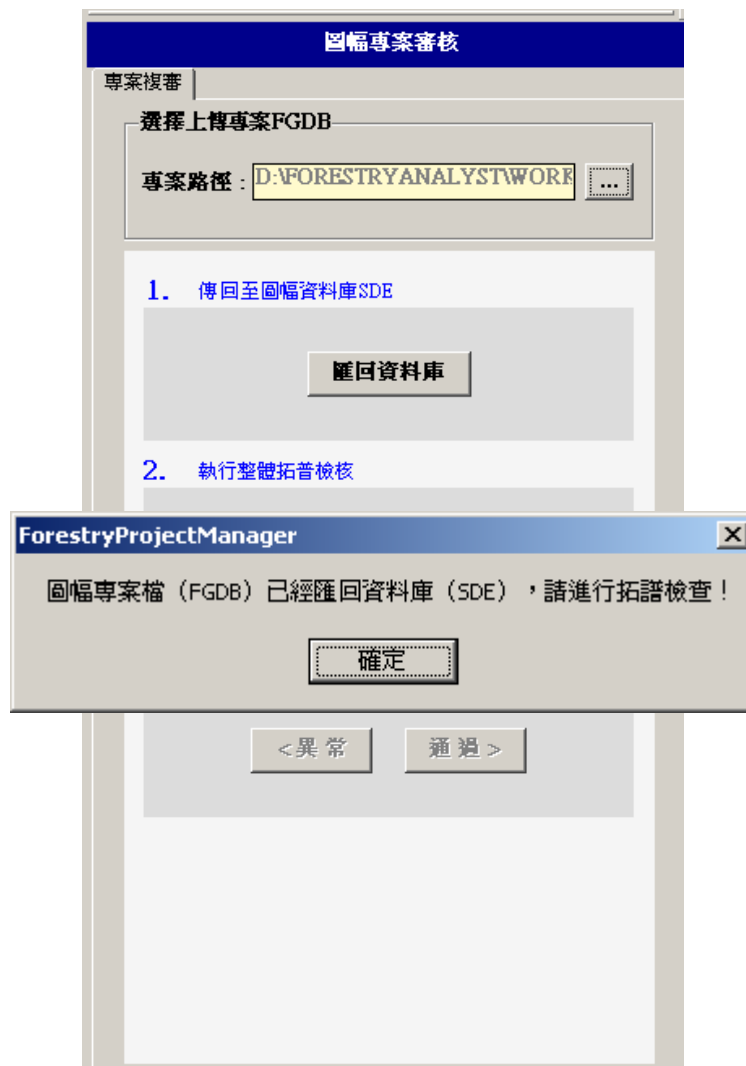 圖幅專案審核
專案複審
選擇上傳專案FGDB
專案路徑：D:\FORESTRYANALYST\WORK ...
1. 傳回至圖幅資料庫SDE
匯回資料庫
2. 執行整體拓普檢核
ForestryProjectManager
圖幅專案檔（FGDB）已經匯回資料庫（SDE），請進行拓譜檢查！
確定
<異常 通過>